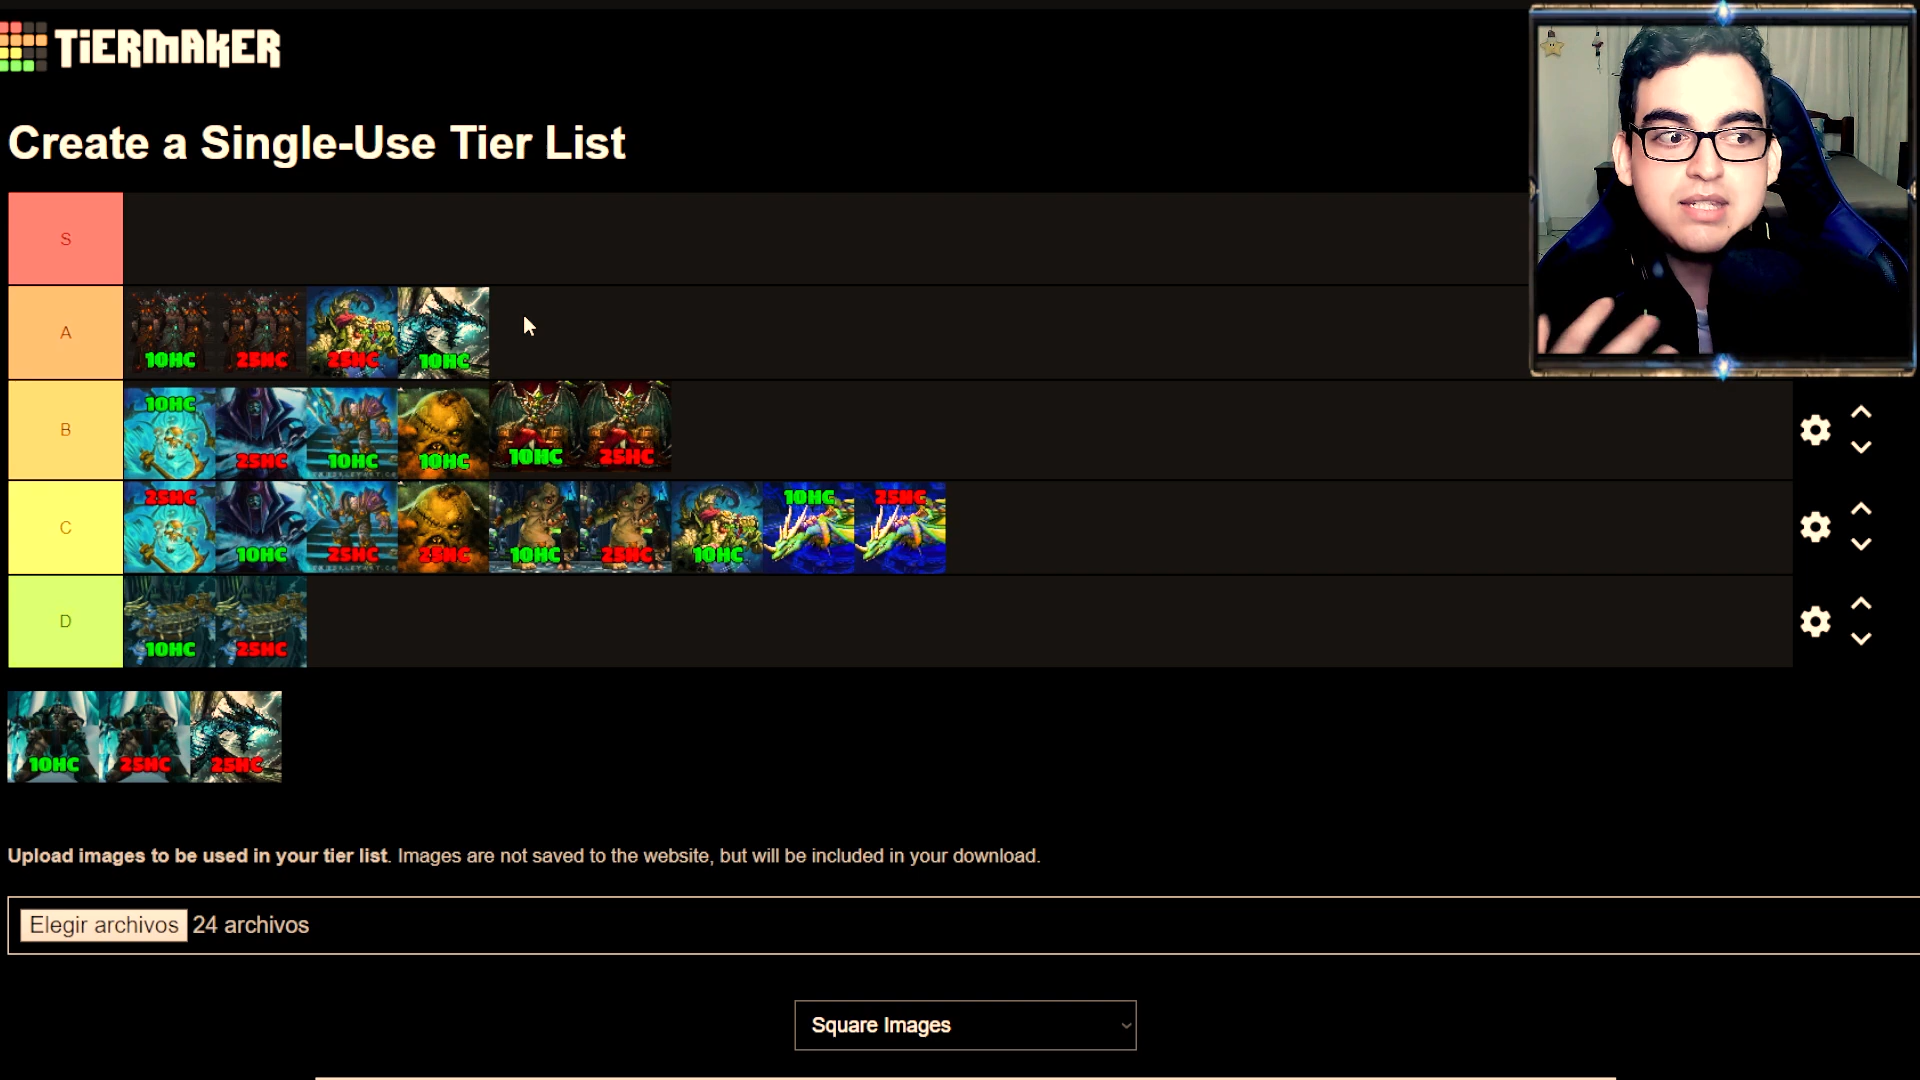 TiERMAKER
Create a Single-Use Tier List
S
A
10HC 25HC 25HC 10HC
B
10HC 25HC 10HC 10HC 10HC 25HC
C
25HC 10HC 25HC 25HC 10HC 25HC 10HC 10HC 25HC
D
10HC 25HC
10HC 25HC 25HC
Upload images to be used in your tier list. Images are not saved to the website, but will be included in your download.
Elegir archivos 24 archivos
Square Images